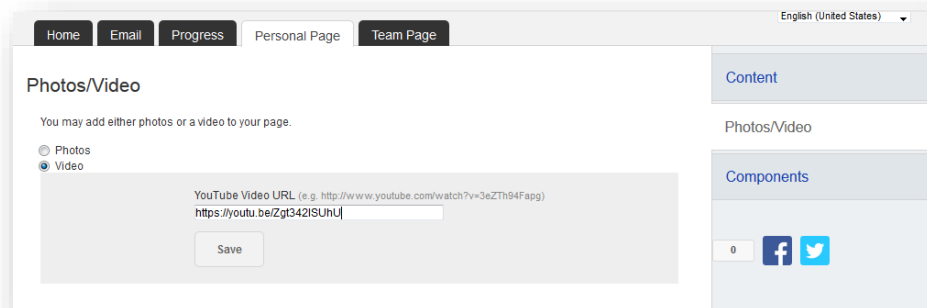 English (United States)
Home Email Progress Personal Page Team Page
Photos/Video
You may add either photos or a video to your page.
Photos
Video
YouTube Video URL (e.g. http://www.youtube.com/watch?v=3eZTh94Fapg)
https://youtu.be/Zgt342lSUhU
Save
Content
Photos/Video
Components
0